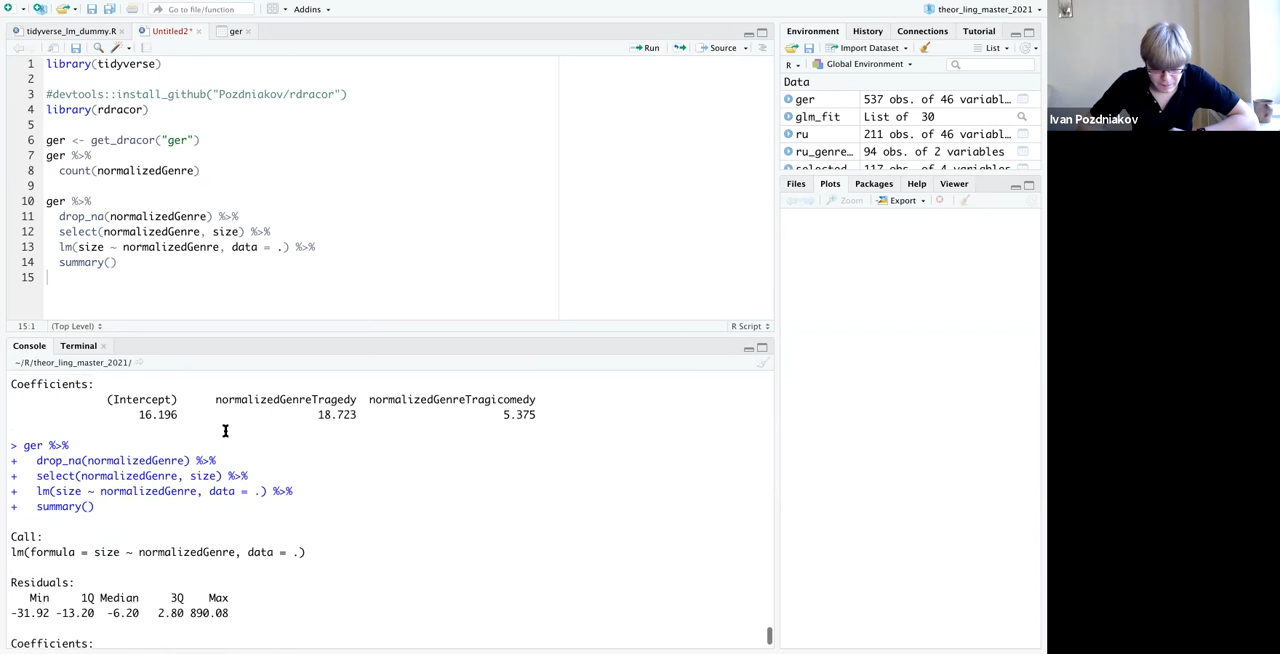 Go to file/function
Addins
theor_ling_master_2021
tidyverse_lm_dummy.R
Untitled2*
ger
Run
Source
1 library(tidyverse)
2
3 #devtools::install_github("Pozdniakov/rdracor")
4 library(rdracor)
5
6 ger <- get_dracor("ger")
7 ger %>%
8 count(normalizedGenre)
9
10 ger %>%
11 drop_na(normalizedGenre) %>%
12 select(normalizedGenre, size) %>%
13 lm(size ~ normalizedGenre, data = .) %>%
14 summary()
15
15:1 (Top Level) R Script
Console Terminal
~/R/theor_ling_master_2021/
Coefficients:
(Intercept) normalizedGenreTragedy normalizedGenreTragicomedy
16.196 18.723 5.375
> ger %>%
+ drop_na(normalizedGenre) %>%
+ select(normalizedGenre, size) %>%
+ lm(size ~ normalizedGenre, data = .) %>%
+ summary()
Call:
lm(formula = size ~ normalizedGenre, data = .)
Residuals:
Min 1Q Median 3Q Max
-31.92 -13.20 -6.20 2.80 890.08
Coefficients:
Environment History Connections Tutorial
Import Dataset List
R Global Environment
Data
ger 537 obs. of 46 variabl...
glm_fit List of 30
ru 211 obs. of 46 variabl...
ru_genre... 94 obs. of 2 variables
selected 117 obs. of 4 variables
Files Plots Packages Help Viewer
Zoom Export
Ivan Pozdniakov